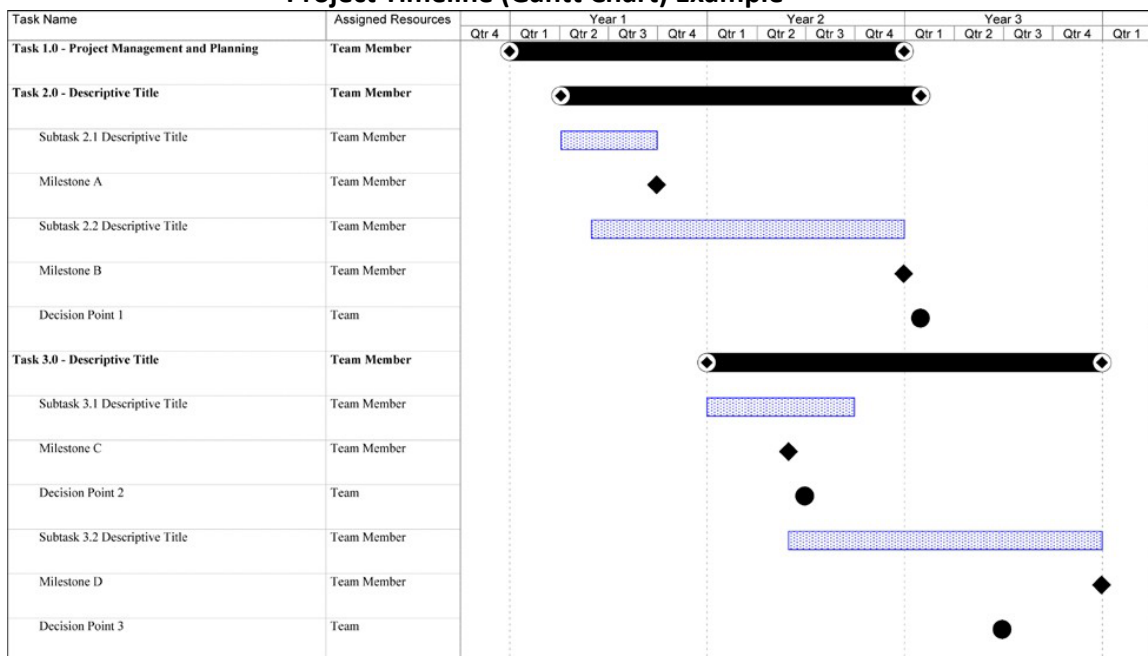 Project Timeline (Gantt Chart) Example
Task Name Assigned Resources Year 1 Year 2 Year 3
Qtr 4 Qtr 1 Qtr 2 Qtr 3 Qtr 4 Qtr 1 Qtr 2 Qtr 3 Qtr 4 Qtr 1 Qtr 2 Qtr 3 Qtr 4 Qtr 1
Task 1.0 - Project Management and Planning Team Member
Task 2.0 - Descriptive Title Team Member
Subtask 2.1 Descriptive Title Team Member
Milestone A Team Member
Subtask 2.2 Descriptive Title Team Member
Milestone B Team Member
Decision Point 1 Team
Task 3.0 - Descriptive Title Team Member
Subtask 3.1 Descriptive Title Team Member
Milestone C Team Member
Decision Point 2 Team
Subtask 3.2 Descriptive Title Team Member
Milestone D Team Member
Decision Point 3 Team